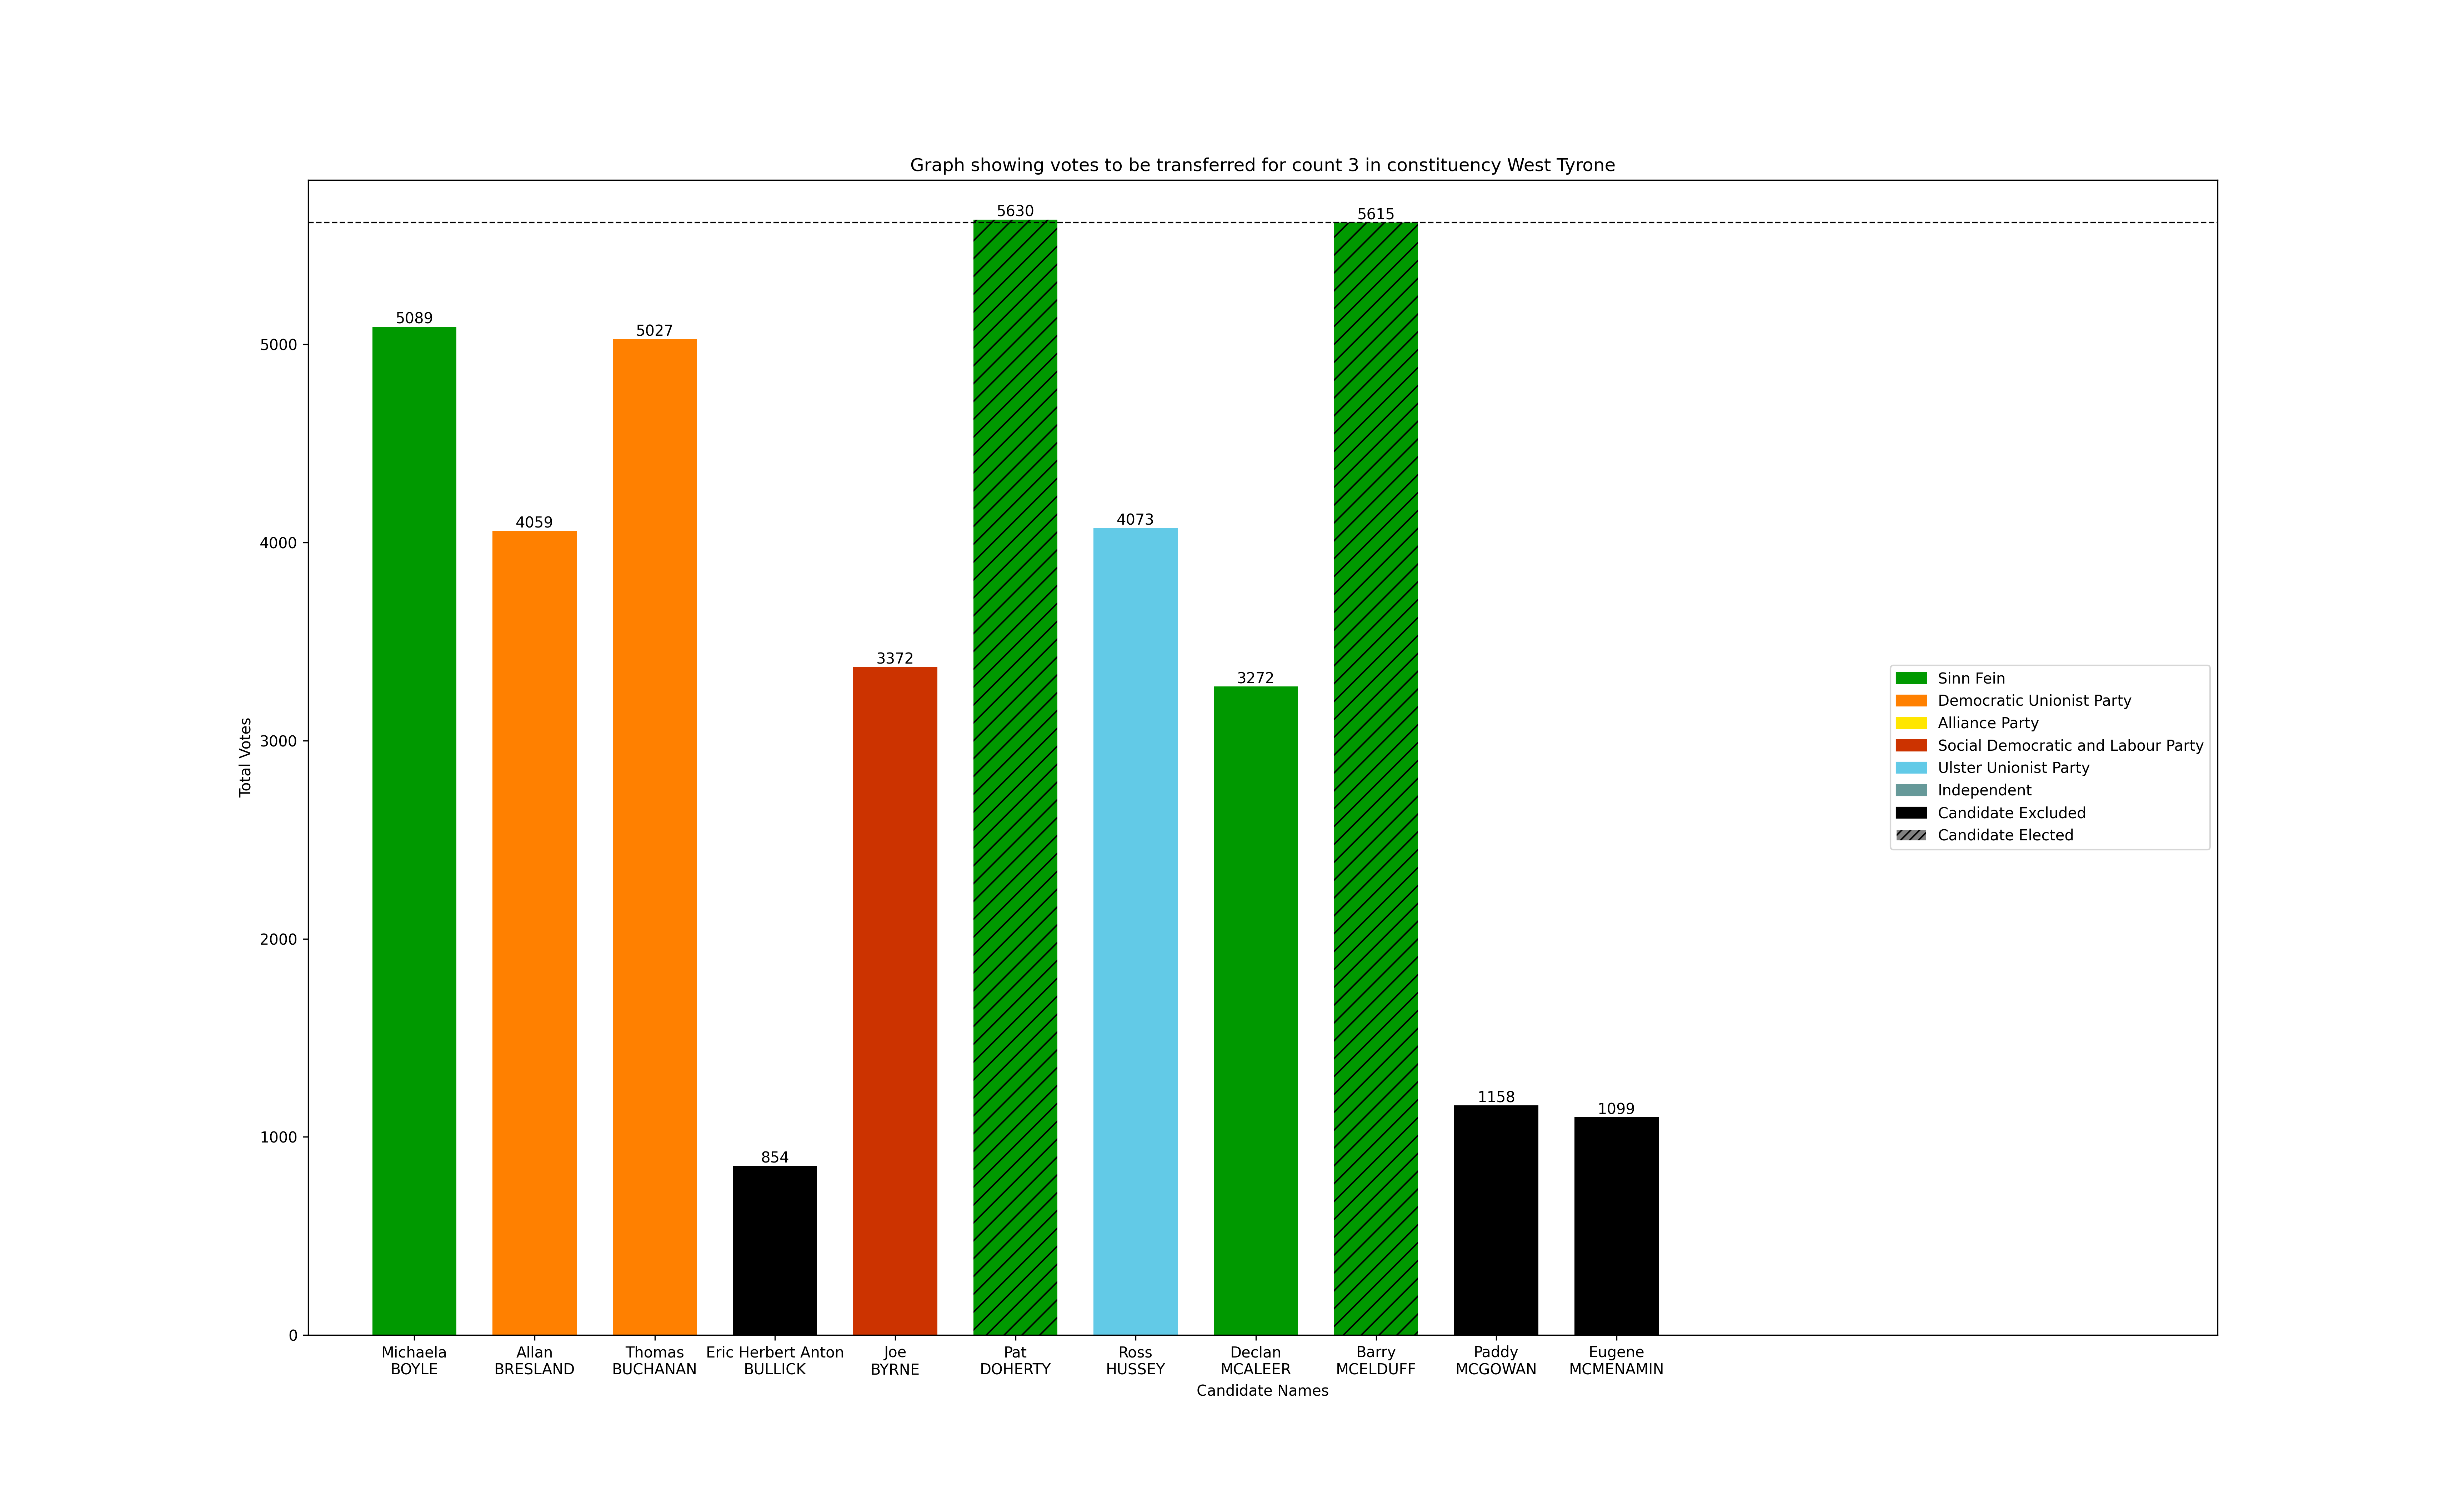 Graph showing votes to be transferred for count 3 in constituency West Tyrone
5630
5615
5089
5027
4059
4073
3372
3272
854
1158
1099
Total Votes
5000
4000
3000
2000
1000
0
Sinn Fein
Democratic Unionist Party
Alliance Party
Social Democratic and Labour Party
Ulster Unionist Party
Independent
Candidate Excluded
Candidate Elected
Michaela
BOYLE
Allan
BRESLAND
Thomas
BUCHANAN
Eric Herbert Anton
BULLICK
Joe
BYRNE
Pat
DOHERTY
Ross
HUSSEY
Declan
MCALEER
Barry
MCELDUFF
Paddy
MCGOWAN
Eugene
MCMENAMIN
Candidate Names